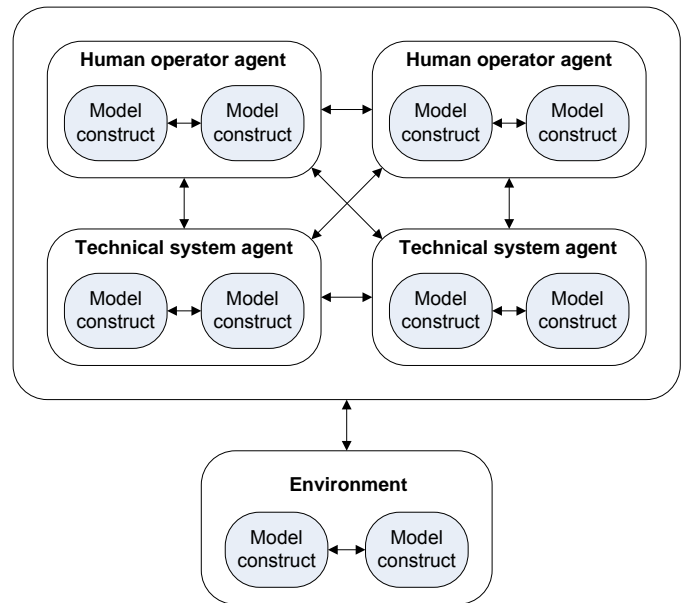 Human operator agent
Model
construct
Model
construct
Human operator agent
Model
construct
Model
construct
Technical system agent
Model
construct
Model
construct
Technical system agent
Model
construct
Model
construct
Environment
Model
construct
Model
construct